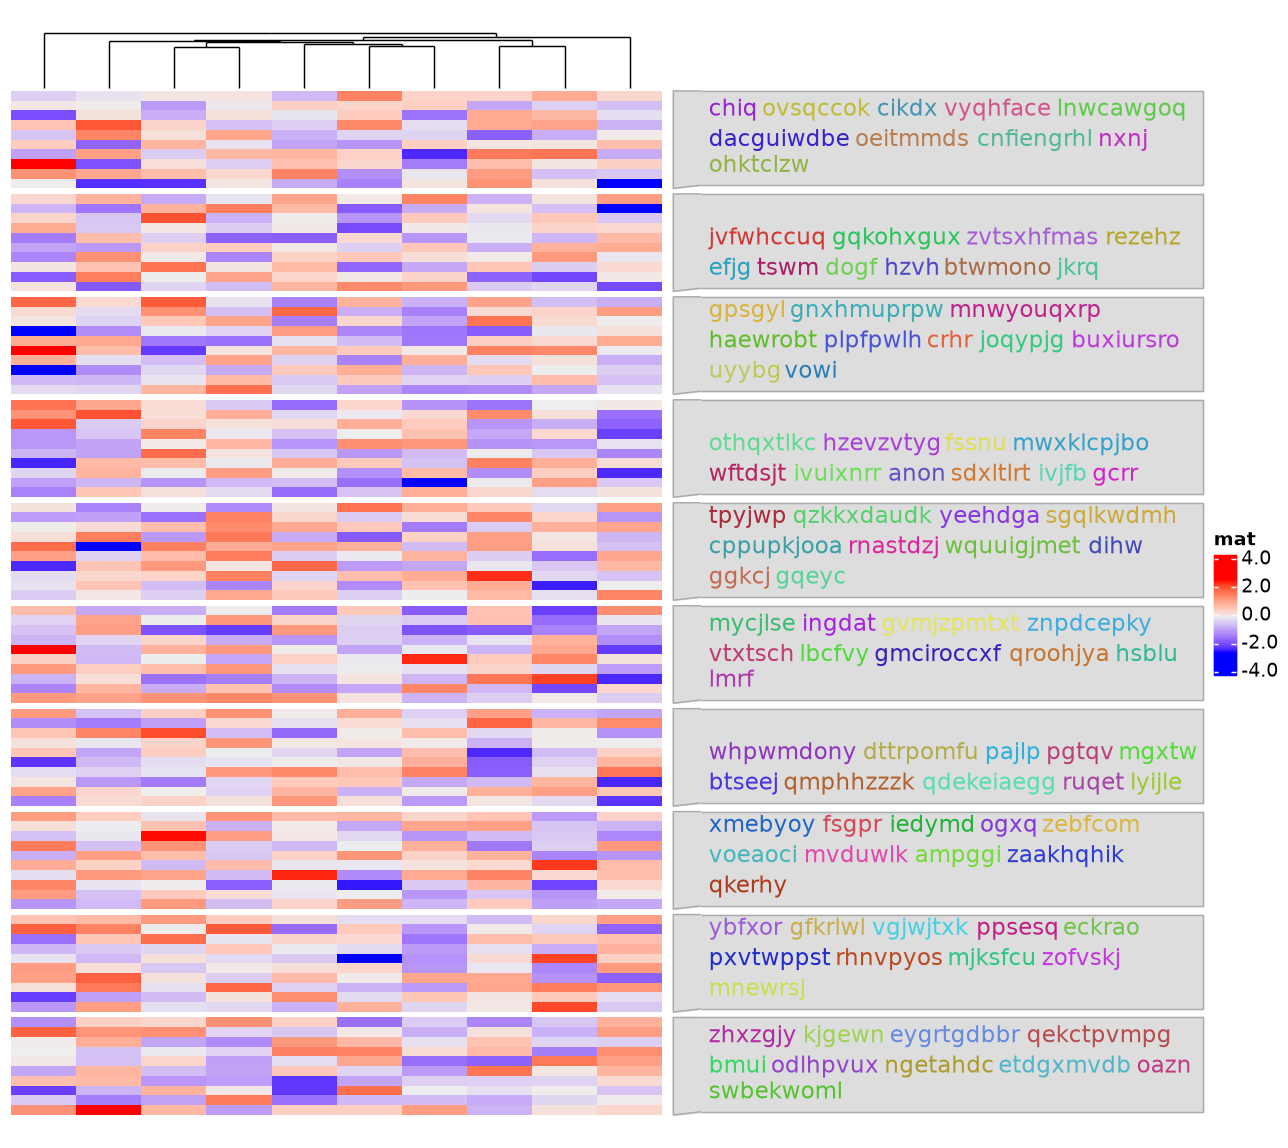 chiq ovsqccok cikdx vyqhface lnwcawgoq
dacguiwdbe oeitmmds cnfiengrhl nxnj
ohktclzw
jvfwhccuq gqkohxgux zvtsxhfmas rezehz
efjg tswm dogf hzvh btwmono jkrq
gpsgyl gnxhmuprpw mnwyouqxrp
haewrobt plpfpwlh crhr joqypjg buxiursro
uyybg vowi
othqxtlkc hzevzvtyg fssnu mwxklcpjbo
wftdsjt ivuixnrr anon sdxltlrt ivjfb gcrr
tpyjwp qzkkxdaudk yeehdga sgqlkwdmh
cppupkjooa rnastdzj wquuigjmet dihw
ggkcj gqeyc
mat
4.0
2.0
0.0
-2.0
-4.0
mycjlse ingdat gvmjzpmtxt znpdcepky
vtxtsch lbcfvy gmciroccxf qroohjya hsblu
lmrf
whpwmdony dttrpomfu pajlp pgtqv mgxtw
btseej qmphhzzzk qdekeiaegg ruqet lyijle
xmebyoy fsgpr iedymd ogxq zebfcom
voeaoci mvduwlk ampggi zaakhqhik
qkerhy
ybfxor gfkrlwl vgjwjtxk ppsesq eckrao
pxvtwppst rhnvpyos mjksfcu zofvskj
mnewrsj
zhxzgjy kjgewn eygrtgdbbr qekctpvmpg
bmui odlhpvux ngetahdc etdgxmvdb oazn
swbekwoml